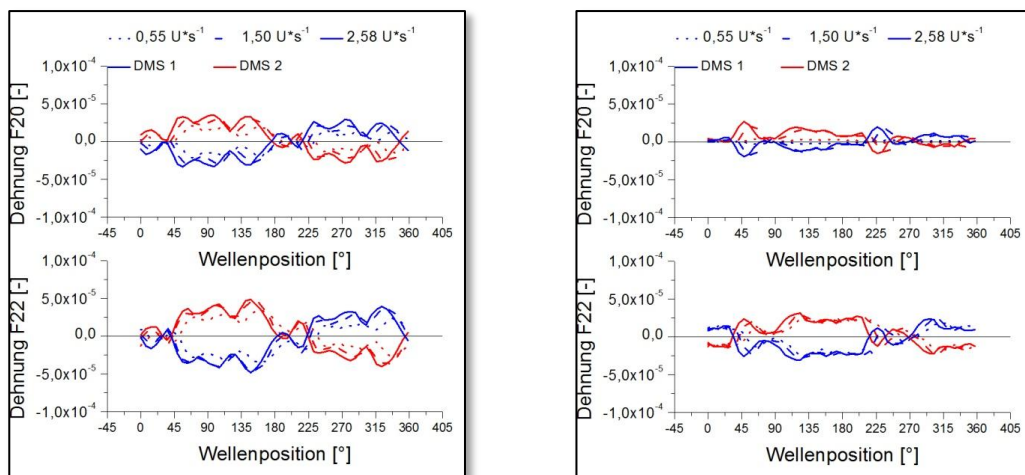 0,55 U*s⁻¹ 1,50 U*s⁻¹ 2,58 U*s⁻¹
DMS 1 DMS 2
Dehnung F20 [-]
1,0x10⁻⁴
5,0x10⁻⁵
0,0
-5,0x10⁻⁵
-1,0x10⁻⁴
-45 0 45 90 135 180 225 270 315 360 405
Wellenposition [°]
Dehnung F22 [-]
5,0x10⁻⁵
0,0
-5,0x10⁻⁵
-1,0x10⁻⁴
-45 0 45 90 135 180 225 270 315 360 405
Wellenposition [°]
0,55 U*s⁻¹ 1,50 U*s⁻¹ 2,58 U*s⁻¹
DMS 1 DMS 2
Dehnung F20 [-]
1,0x10⁻⁴
5,0x10⁻⁵
0,0
-5,0x10⁻⁵
-1,0x10⁻⁴
-45 0 45 90 135 180 225 270 315 360 405
Wellenposition [°]
Dehnung F22 [-]
5,0x10⁻⁵
0,0
-5,0x10⁻⁵
-1,0x10⁻⁴
-45 0 45 90 135 180 225 270 315 360 405
Wellenposition [°]